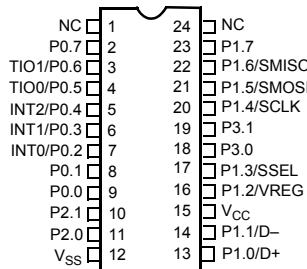 NC 1 24 NC
P0.7 2 23 P1.7
TIO1/P0.6 3 22 P1.6/SMISO
TIO0/P0.5 4 21 P1.5/SMOSI
INT2/P0.4 5 20 P1.4/SCLK
INT1/P0.3 6 19 P3.1
INT0/P0.2 7 18 P3.0
P0.1 8 17 P1.3/SSEL
P0.0 9 16 P1.2/VREG
P2.1 10 15 VCC
P2.0 11 14 P1.1/D–
VSS 12 13 P1.0/D+